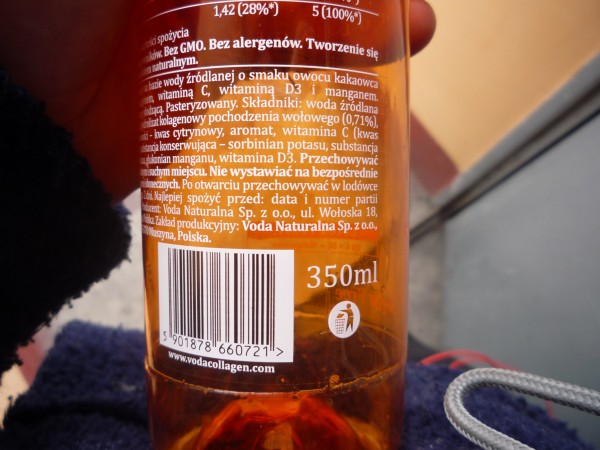 1,42 (28%*) 5 (100%*)
spożycia
Bez GMO. Bez alergenów. Tworzenie się
naturalnym.
bazie wody źródlanej o smaku owocu kakaowca
witaminą C, witaminą D3 i manganem.
Pasteryzowany. Składniki: woda źródlana
kolagenowy pochodzenia wołowego (0,71%),
- kwas cytrynowy, aromat, witamina C (kwas
konserwująca – sorbinian potasu, substancja
glukonian manganu, witamina D3. Przechowywać
i suchym miejscu. Nie wystawiać na bezpośrednie
Po otwarciu przechowywać w lodówce
2 dni. Najlepiej spożyć przed: data i numer partii
Voda Naturalna Sp. z o.o., ul. Wołoska 18,
Zakład produkcyjny: Voda Naturalna Sp. z o.o.,
Muszyna, Polska.
350ml
5 901878 660721 >
www.vodacollagen.com